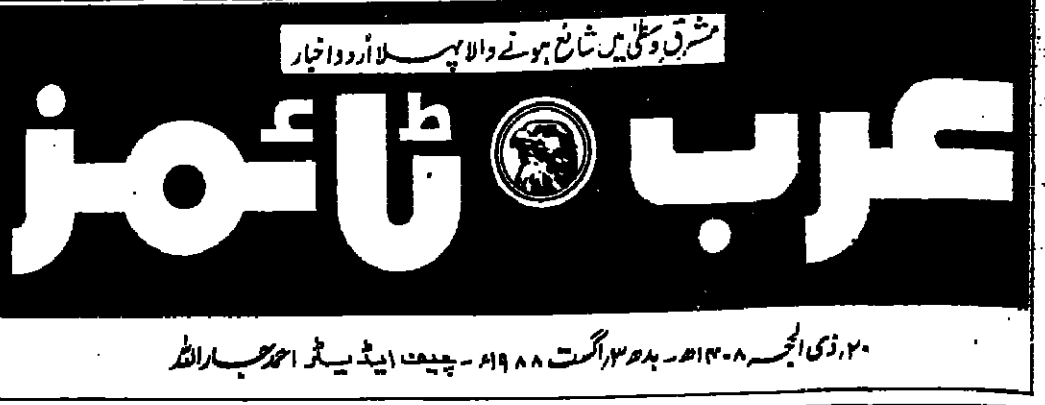 مشرق وسطیٰ میں شائع ہونے والا پہلا اُردو اخبار
عرب ٹائمز
۲۰؍ذی الحجہ ۱۴۰۸ھ ۔ بدھ ۳؍اگست ۱۹۸۸ء ۔ چیف ایڈیٹر احمد جاراللہ